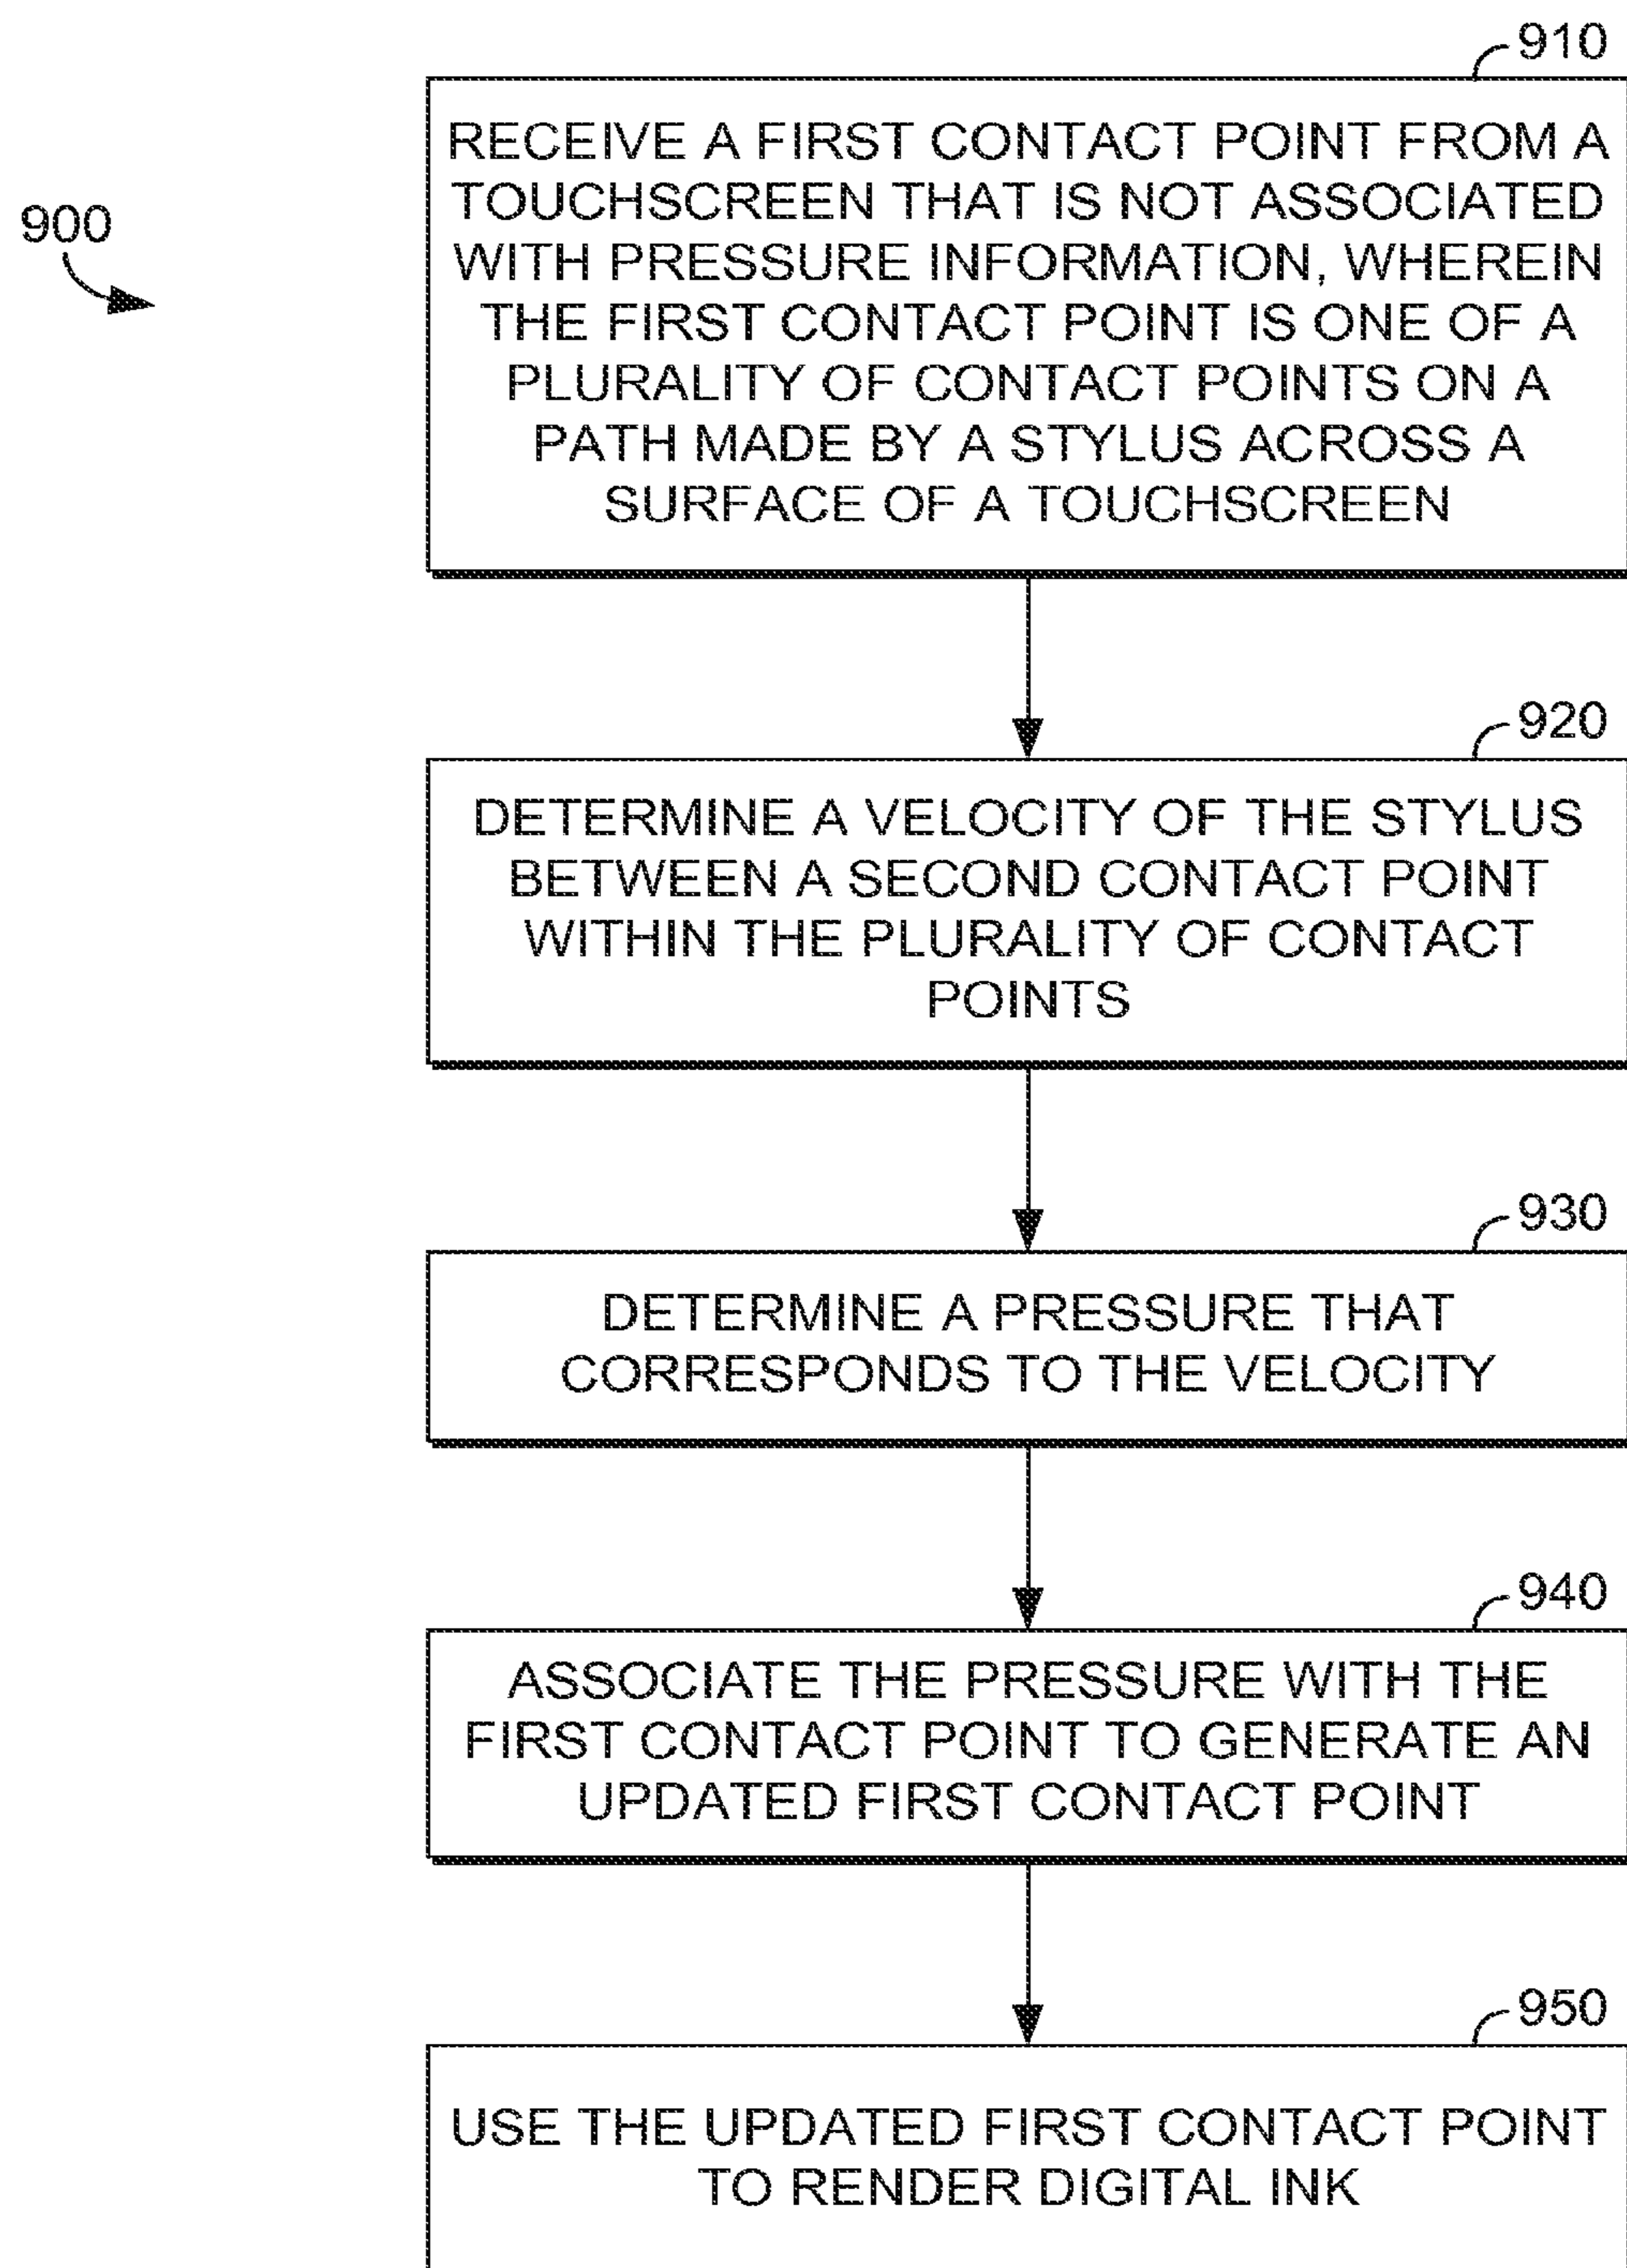 910
RECEIVE A FIRST CONTACT POINT FROM A
TOUCHSCREEN THAT IS NOT ASSOCIATED
WITH PRESSURE INFORMATION, WHEREIN
THE FIRST CONTACT POINT IS ONE OF A
PLURALITY OF CONTACT POINTS ON A
PATH MADE BY A STYLUS ACROSS A
SURFACE OF A TOUCHSCREEN
900
920
DETERMINE A VELOCITY OF THE STYLUS
BETWEEN A SECOND CONTACT POINT
WITHIN THE PLURALITY OF CONTACT
POINTS
930
DETERMINE A PRESSURE THAT
CORRESPONDS TO THE VELOCITY
940
ASSOCIATE THE PRESSURE WITH THE
FIRST CONTACT POINT TO GENERATE AN
UPDATED FIRST CONTACT POINT
950
USE THE UPDATED FIRST CONTACT POINT
TO RENDER DIGITAL INK